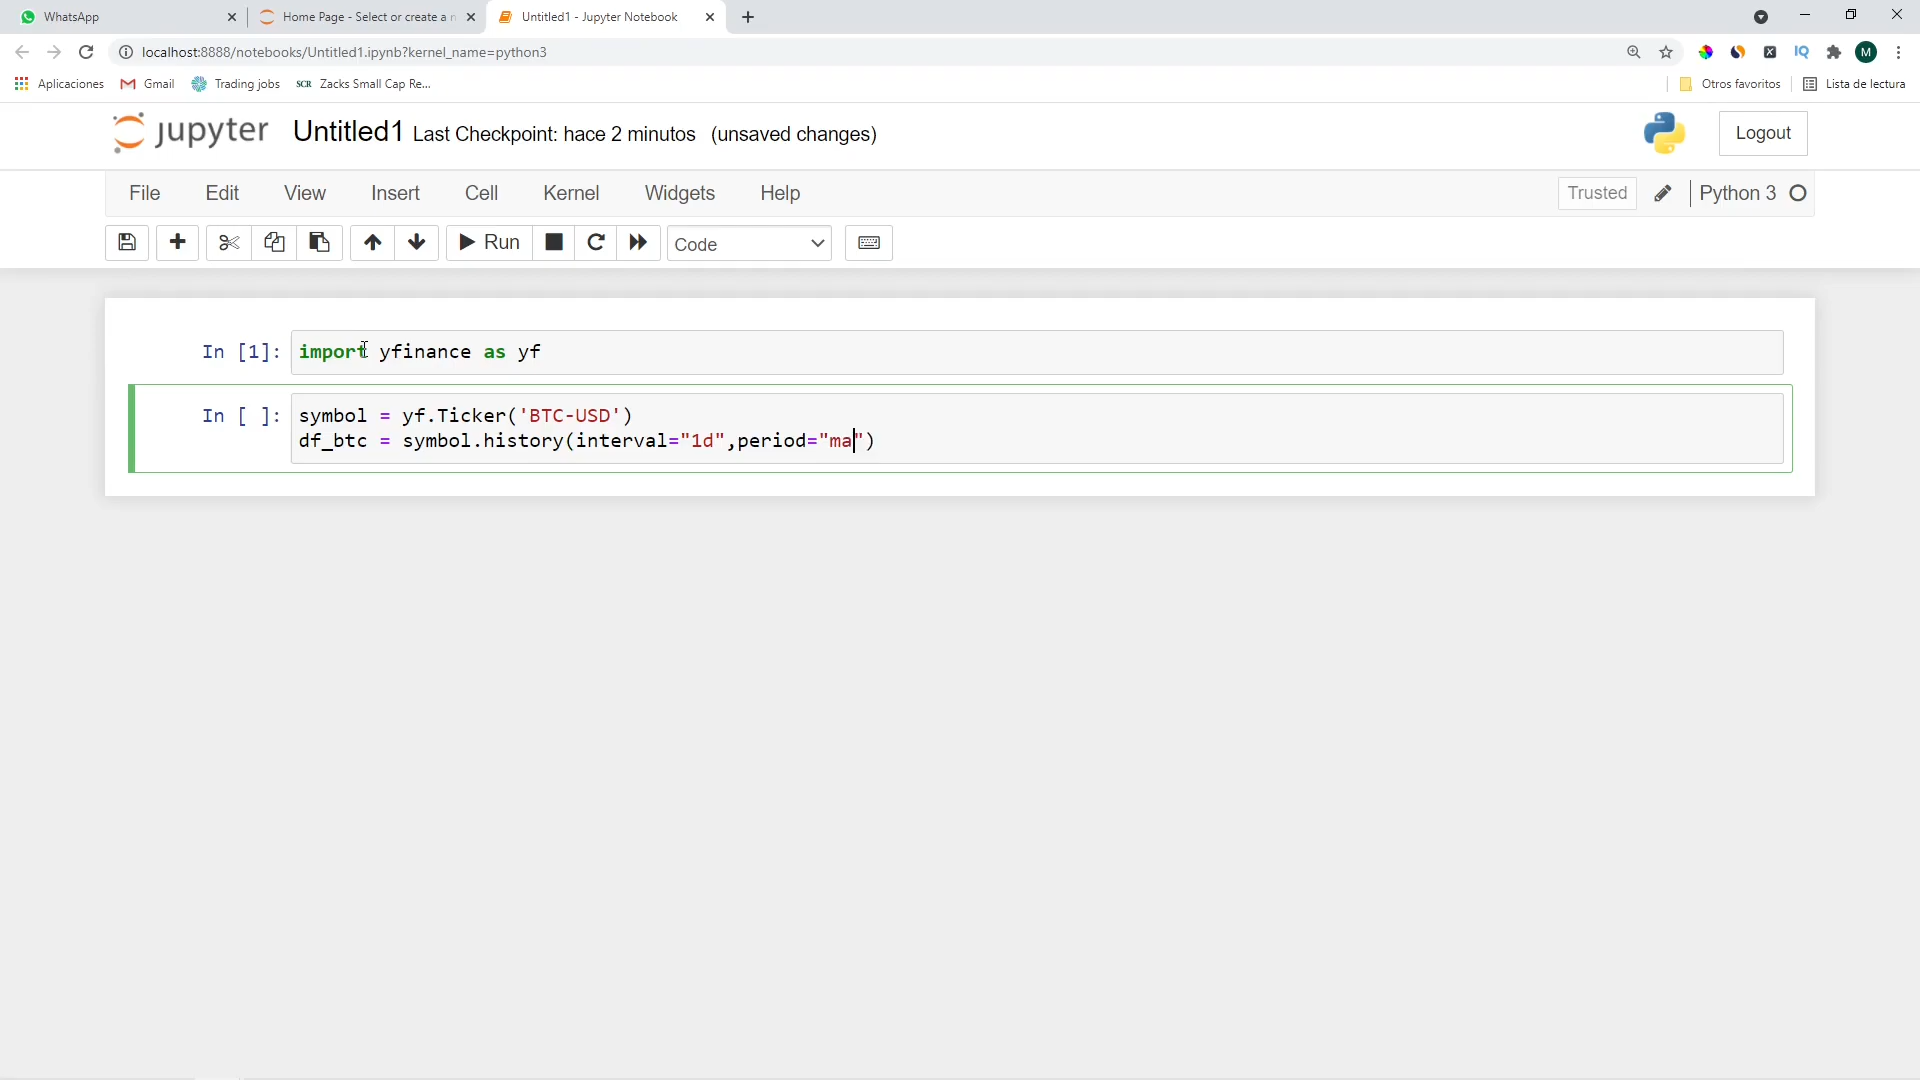 WhatsApp
Home Page - Select or create a n
Untitled1 - Jupyter Notebook
localhost:8888/notebooks/Untitled1.ipynb?kernel_name=python3
Aplicaciones
Gmail
Trading jobs
SCR Zacks Small Cap Re...
Otros favoritos
Lista de lectura
IQ
M
jupyter Untitled1 Last Checkpoint: hace 2 minutos (unsaved changes)
Logout
File Edit View Insert Cell Kernel Widgets Help
Trusted
Python 3
Run
Code
In [1]: import yfinance as yf
In [ ]: symbol = yf.Ticker('BTC-USD')
df_btc = symbol.history(interval="1d",period="ma")